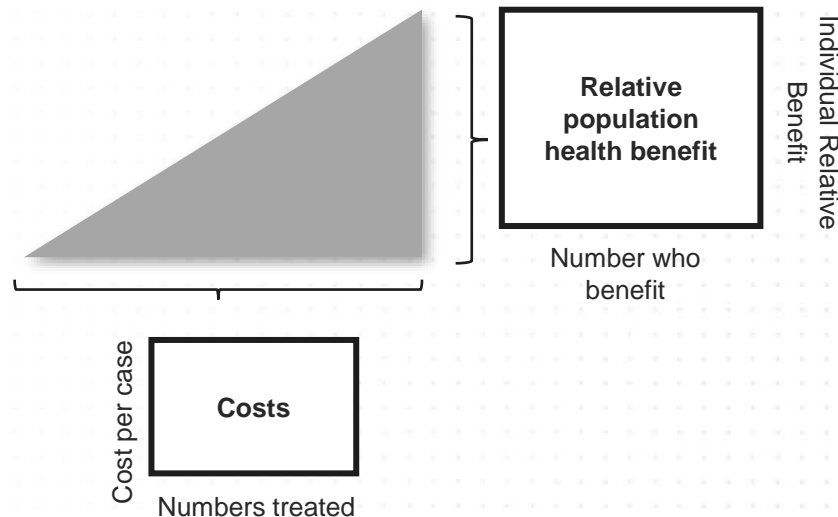 Relative
population
health benefit
Individual Relative
Benefit
Number who
benefit
Cost per case
Costs
Numbers treated